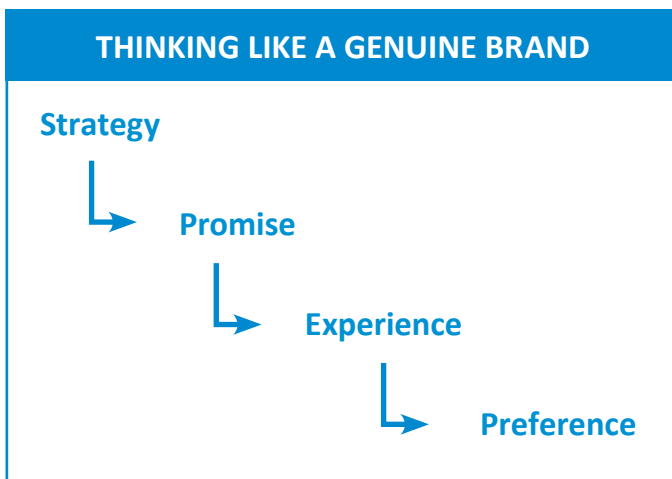 THINKING LIKE A GENUINE BRAND
Strategy
Promise
Experience
Preference